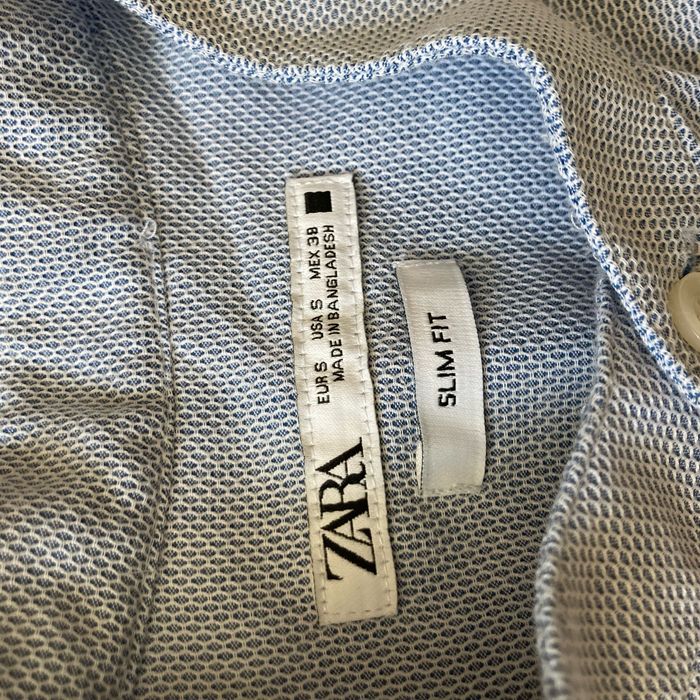 ZARA
EUR S USA S MEX 38
MADE IN BANGLADESH
SLIM FIT